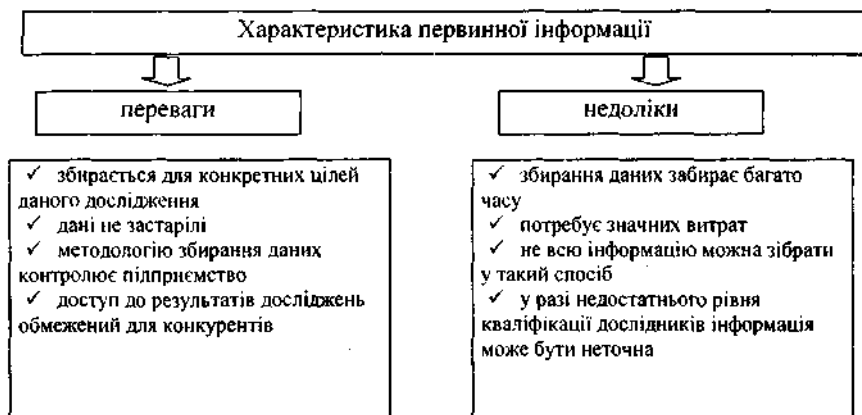 Характеристика первинної інформації
переваги
недоліки
✓ збирається для конкретних цілей
даного дослідження
✓ дані не застарілі
✓ методологію збирання даних
контролює підприємство
✓ доступ до результатів досліджень
обмежений для конкурентів
✓ збирання даних забирає багато
часу
✓ потребує значних витрат
✓ не всю інформацію можна зібрати
у такий спосіб
✓ у разі недостатнього рівня
кваліфікації дослідників інформація
може бути неточна